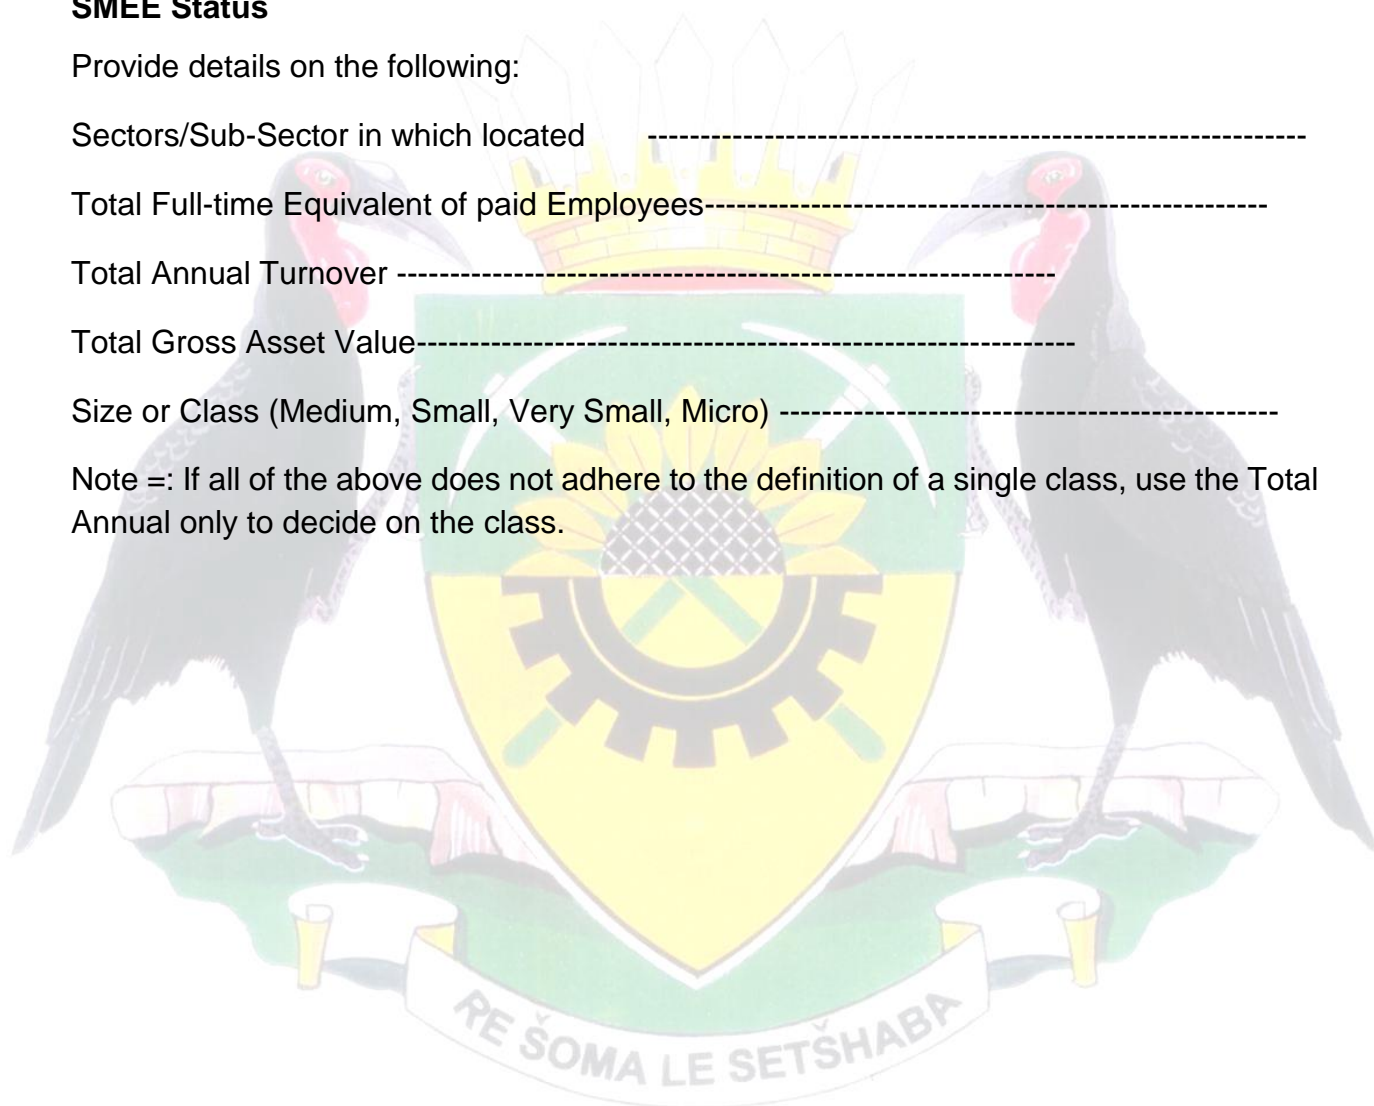 SMEE Status
Provide details on the following:
Sectors/Sub-Sector in which located --------------------------------------------------------------
Total Full-time Equivalent of paid Employees-----------------------------------------------------
Total Annual Turnover --------------------------------------------------------------
Total Gross Asset Value--------------------------------------------------------------
Size or Class (Medium, Small, Very Small, Micro) -----------------------------------------------
Note =: If all of the above does not adhere to the definition of a single class, use the Total
Annual only to decide on the class.
RE ŠOMA LE SETŠHABA